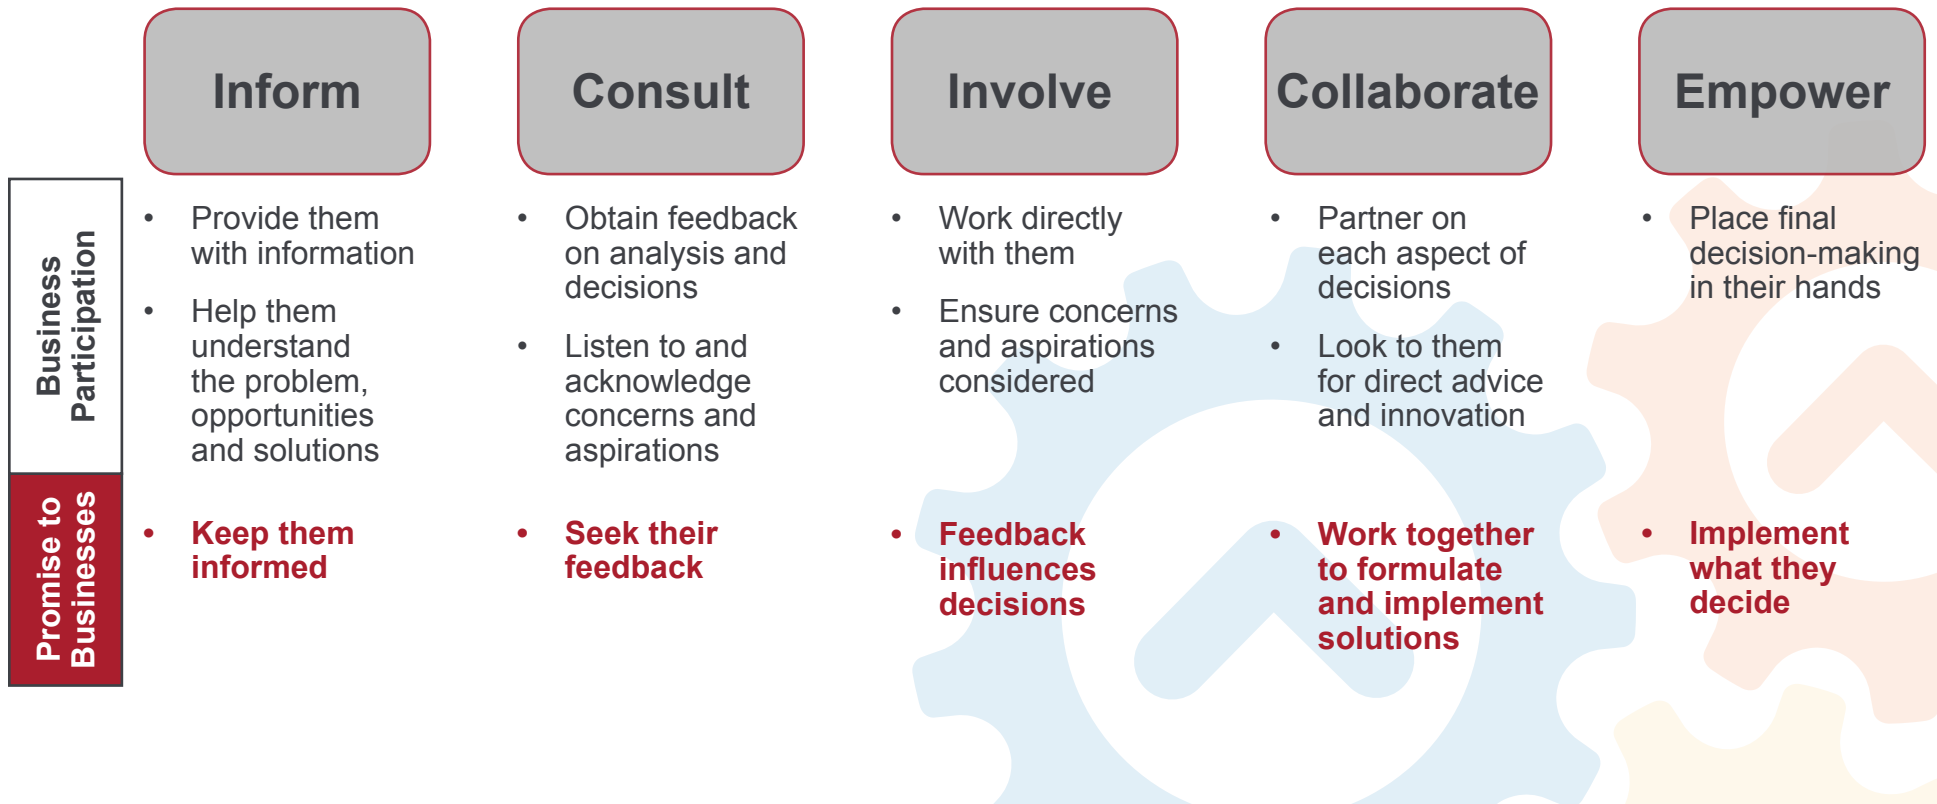 Inform
Consult
Involve
Collaborate
Empower
Business
Participation
• Provide them
with information
• Help them
understand
the problem,
opportunities
and solutions
• Obtain feedback
on analysis and
decisions
• Listen to and
acknowledge
concerns and
aspirations
• Work directly
with them
• Ensure concerns
and aspirations
considered
• Partner on
each aspect of
decisions
• Look to them
for direct advice
and innovation
• Place final
decision-making
in their hands
Promise to
Businesses
• Keep them
informed
• Seek their
feedback
• Feedback
influences
decisions
• Work together
to formulate
and implement
solutions
• Implement
what they
decide